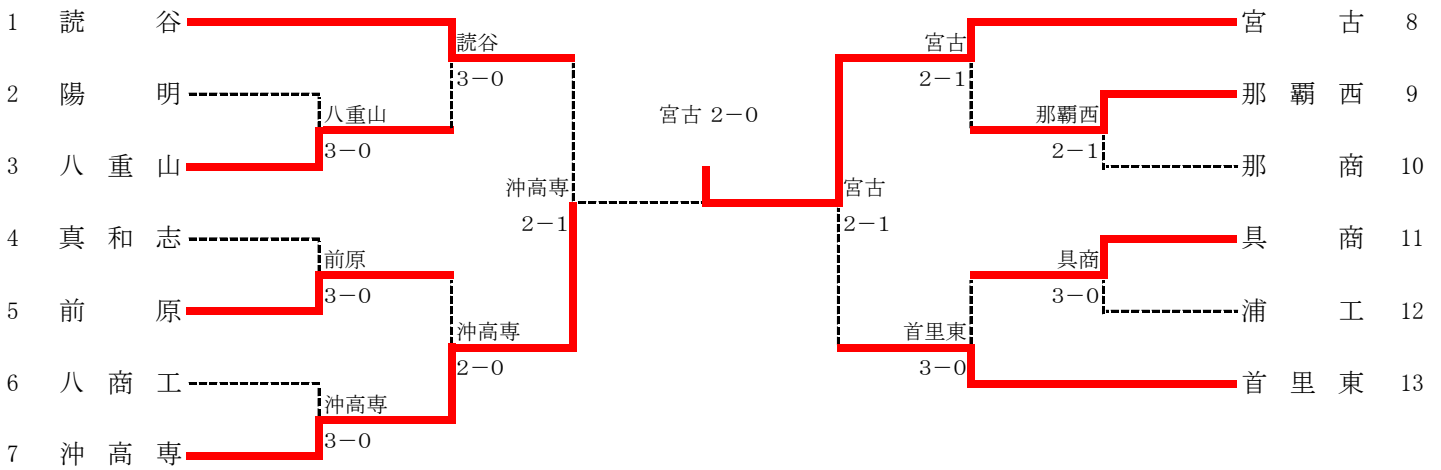 1 読谷
2 陽明
3 八重山
4 真和志
5 前原
6 八商工
7 沖高専
読谷
3-0
八重山
3-0
沖高専
2-1
前原
3-0
沖高専
2-0
沖高専
3-0
宮古 2-0
宮古
2-1
那覇西
2-1
宮古
2-1
具商
3-0
首里東
3-0
宮古 8
那覇西 9
那商 10
具商 11
浦工 12
首里東 13